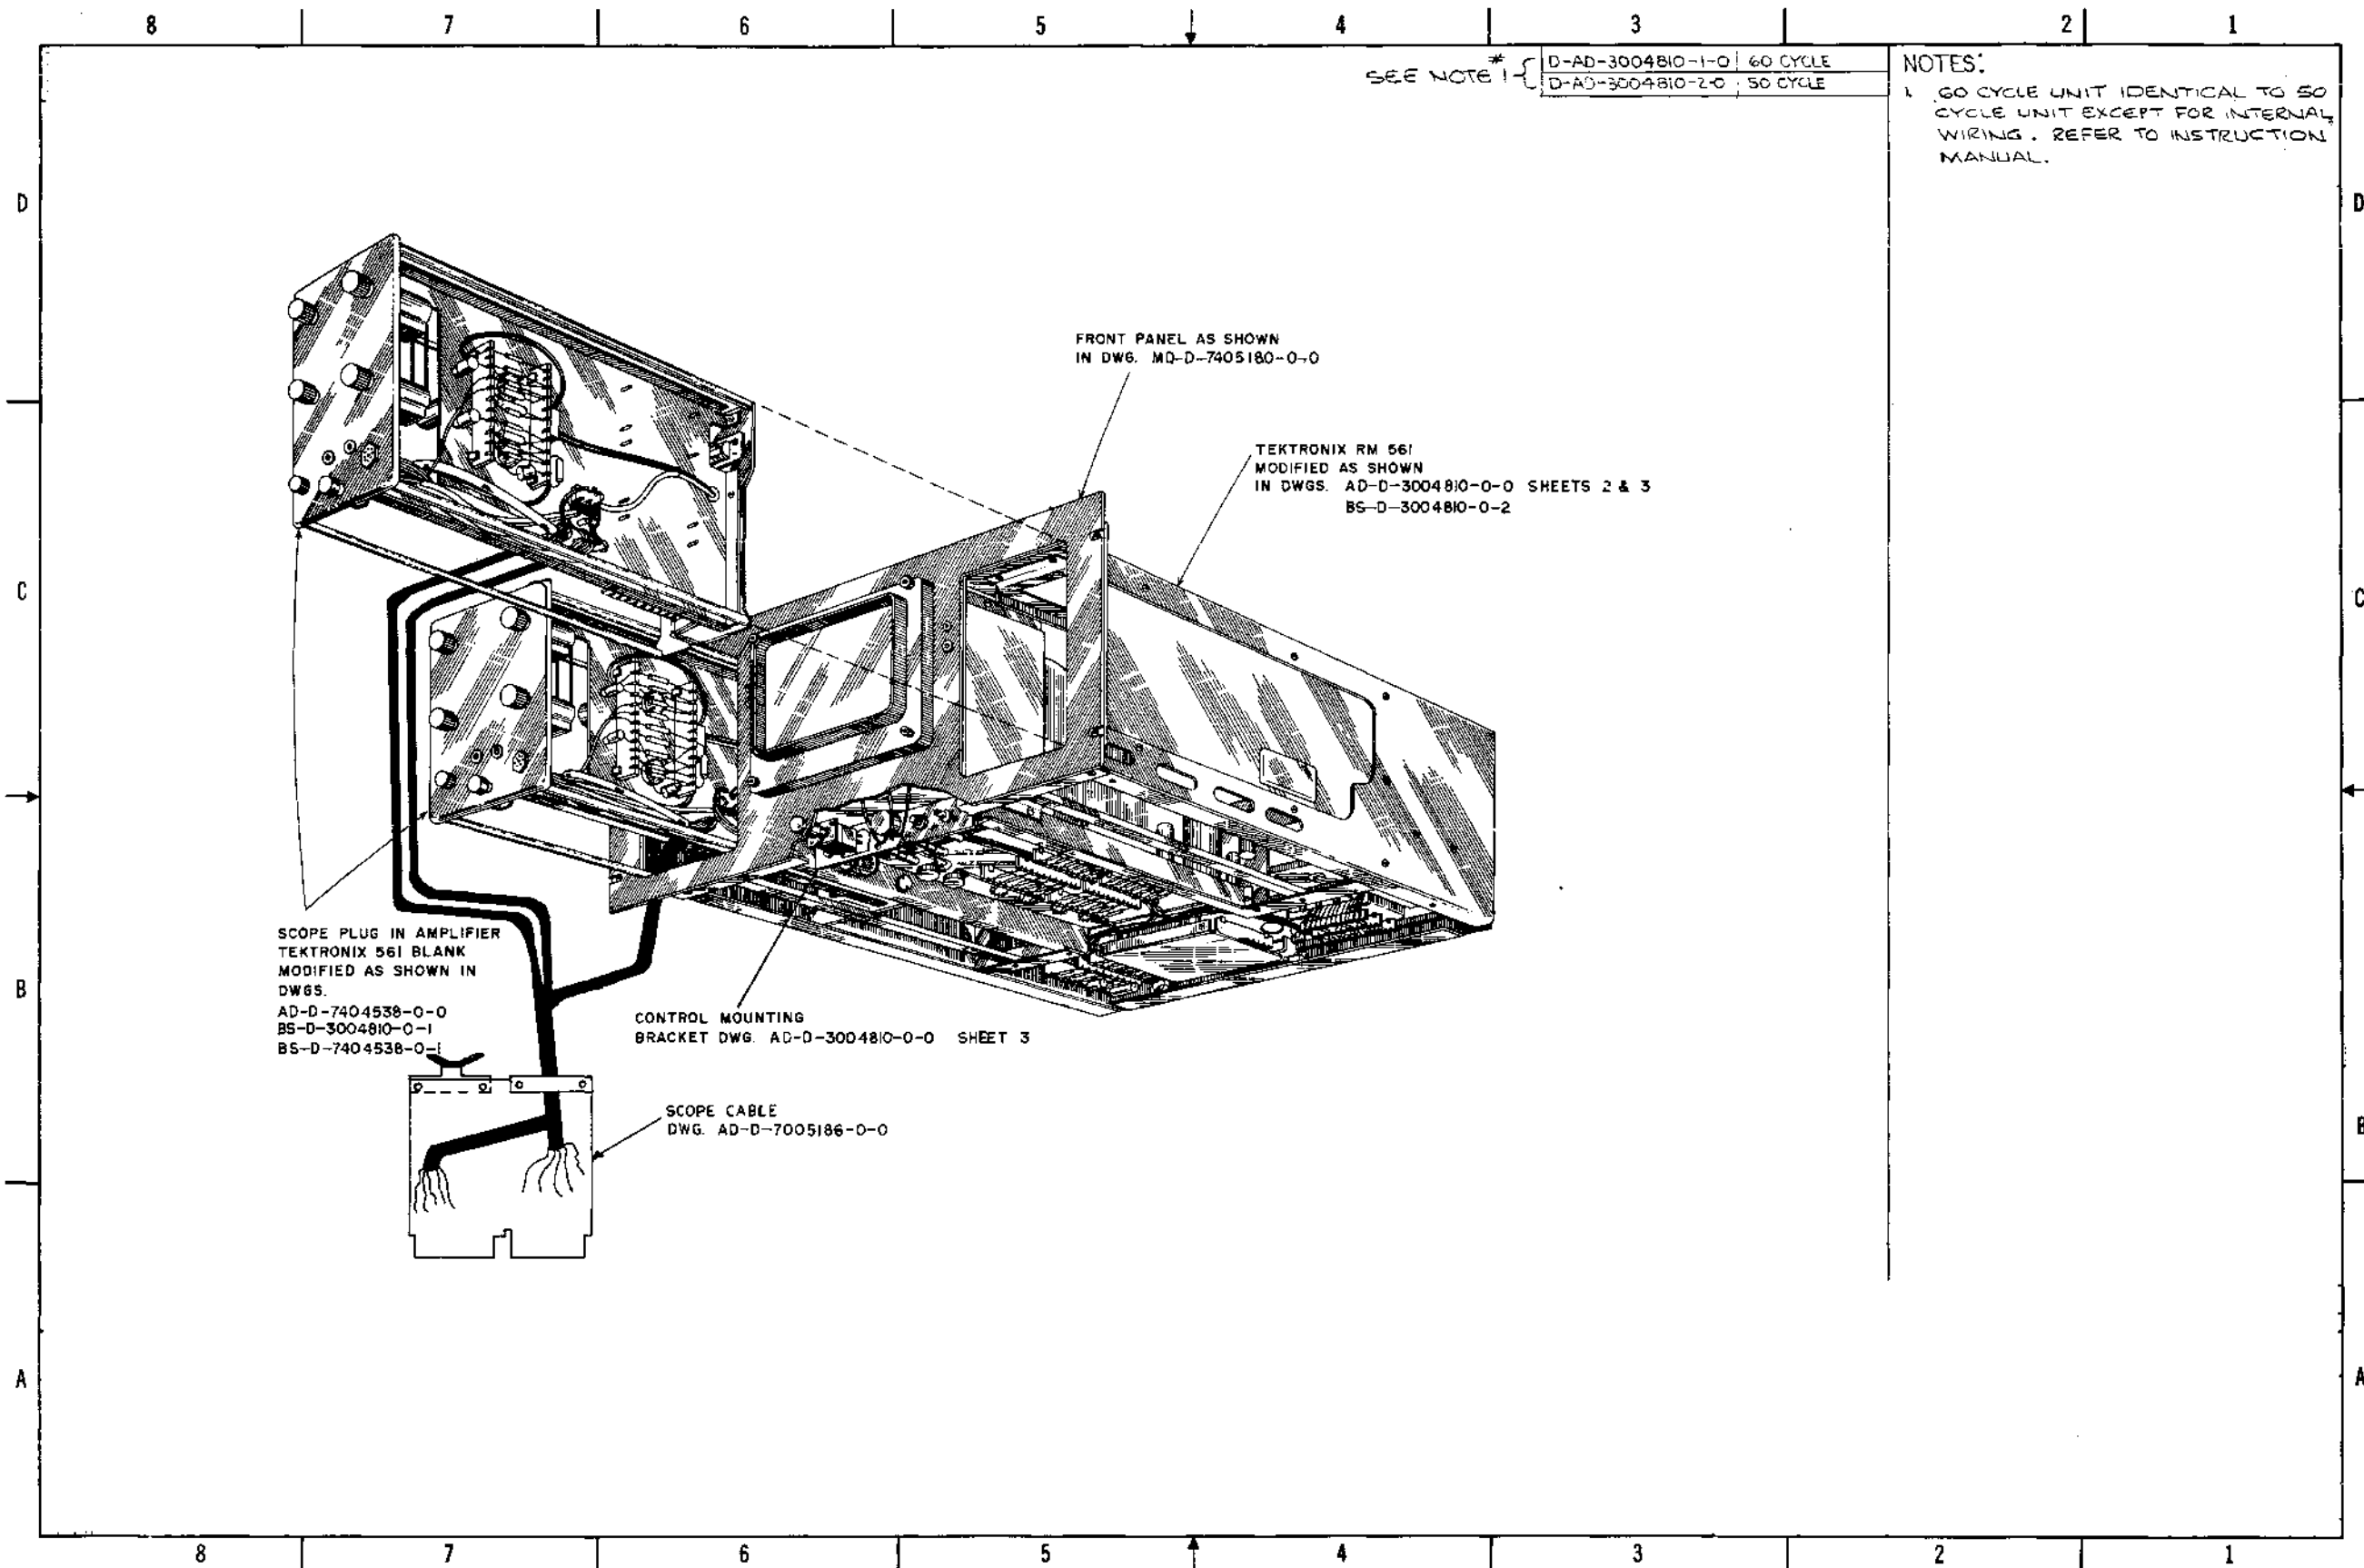 8 7 6 5 4 3 2 1
SEE NOTE #1
D-AD-3004810-1-0 60 CYCLE
D-AD-3004810-2-0 50 CYCLE
NOTES:
1. 60 CYCLE UNIT IDENTICAL TO 50
CYCLE UNIT EXCEPT FOR INTERNAL
WIRING. REFER TO INSTRUCTION
MANUAL.
D D
FRONT PANEL AS SHOWN
IN DWG. MD-D-7405180-0-0
TEKTRONIX RM 561
MODIFIED AS SHOWN
IN DWGS. AD-D-3004810-0-0 SHEETS 2 & 3
BS-D-3004810-0-2
C C
SCOPE PLUG IN AMPLIFIER
TEKTRONIX 561 BLANK
MODIFIED AS SHOWN IN
DWGS.
AD-D-7404538-0-0
BS-D-3004810-0-1
BS-D-7404538-0-1
B
CONTROL MOUNTING
BRACKET DWG. AD-D-3004810-0-0 SHEET 3
SCOPE CABLE
DWG. AD-D-7005186-0-0
B
A A
8 7 6 5 4 3 2 1